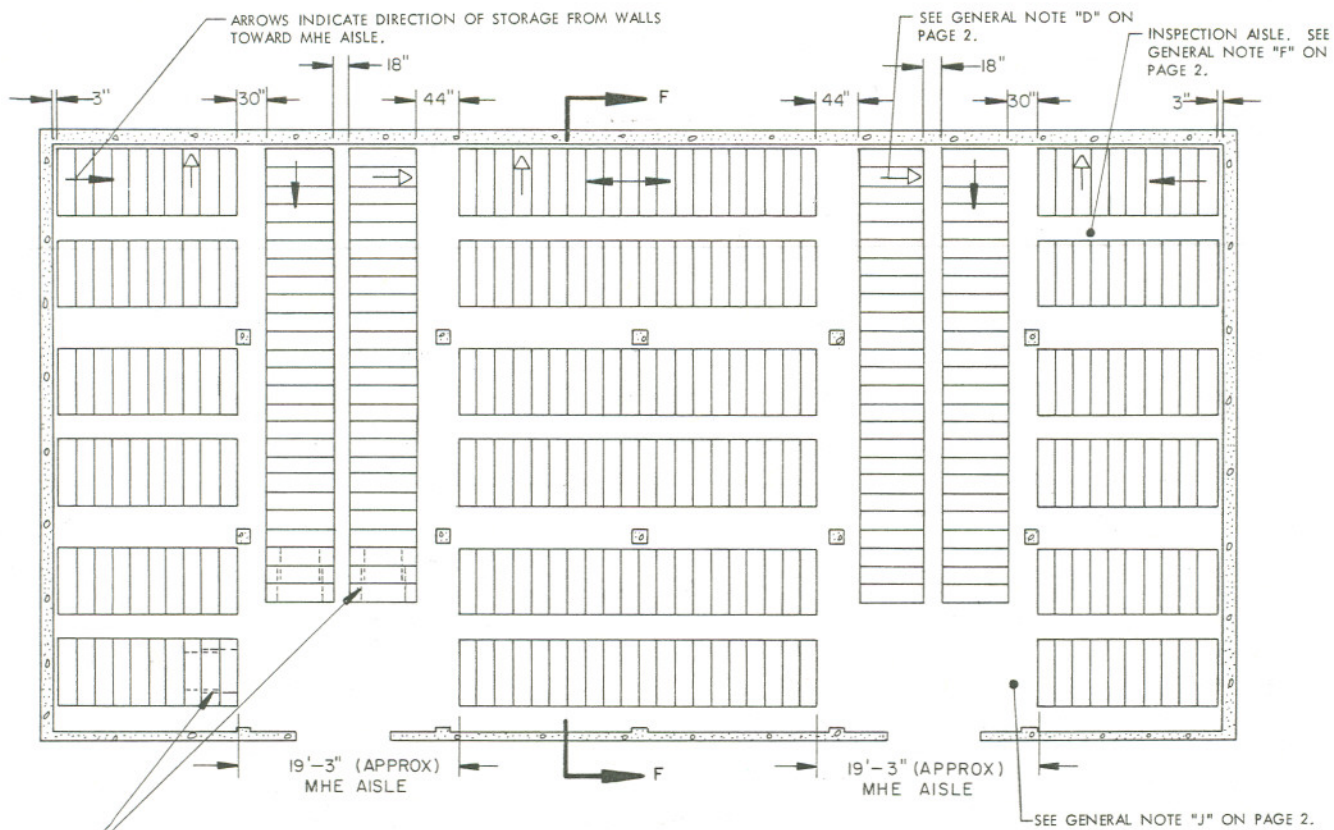 ARROWS INDICATE DIRECTION OF STORAGE FROM WALLS
TOWARD MHE AISLE.
SEE GENERAL NOTE "D" ON
PAGE 2.
INSPECTION AISLE. SEE
GENERAL NOTE "F" ON
PAGE 2.
3"
30"
18"
44"
F
44"
18"
30"
3"
19'-3" (APPROX)
MHE AISLE
F
19'-3" (APPROX)
MHE AISLE
SEE GENERAL NOTE "J" ON PAGE 2.